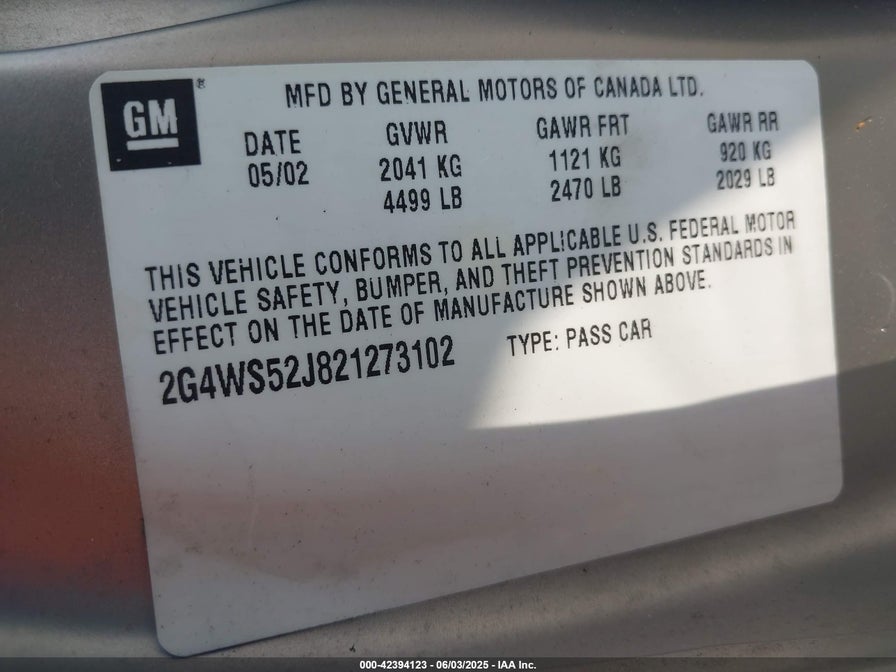 GM ®
MFD BY GENERAL MOTORS OF CANADA LTD.
DATE GVWR GAWR FRT GAWR RR
05/02 2041 KG 1121 KG 920 KG
4499 LB 2470 LB 2029 LB
THIS VEHICLE CONFORMS TO ALL APPLICABLE U.S. FEDERAL MOTOR
VEHICLE SAFETY, BUMPER, AND THEFT PREVENTION STANDARDS IN
EFFECT ON THE DATE OF MANUFACTURE SHOWN ABOVE.
2G4WS52J821273102 TYPE: PASS CAR
000-42394123 - 06/03/2025 - IAA Inc.